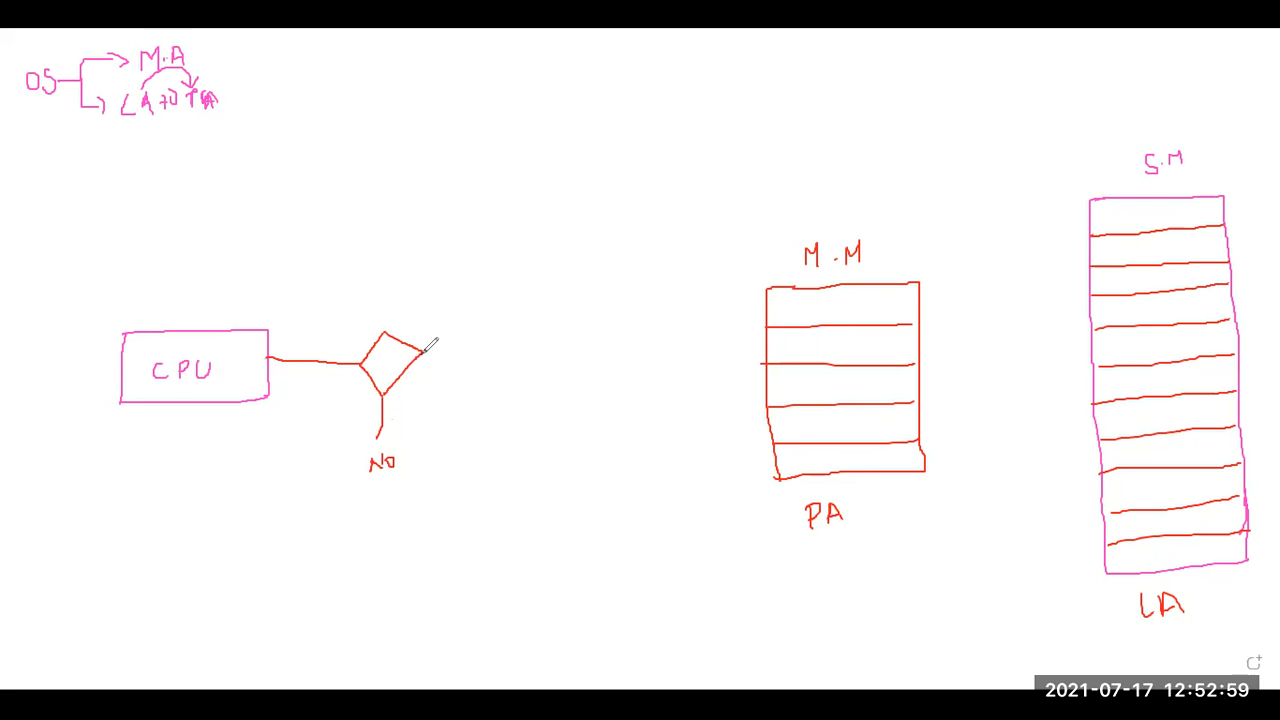 OS
M.A
LA to PA
S.M
M.M
CPU
NO
PA
LA
2021-07-17 12:52:59